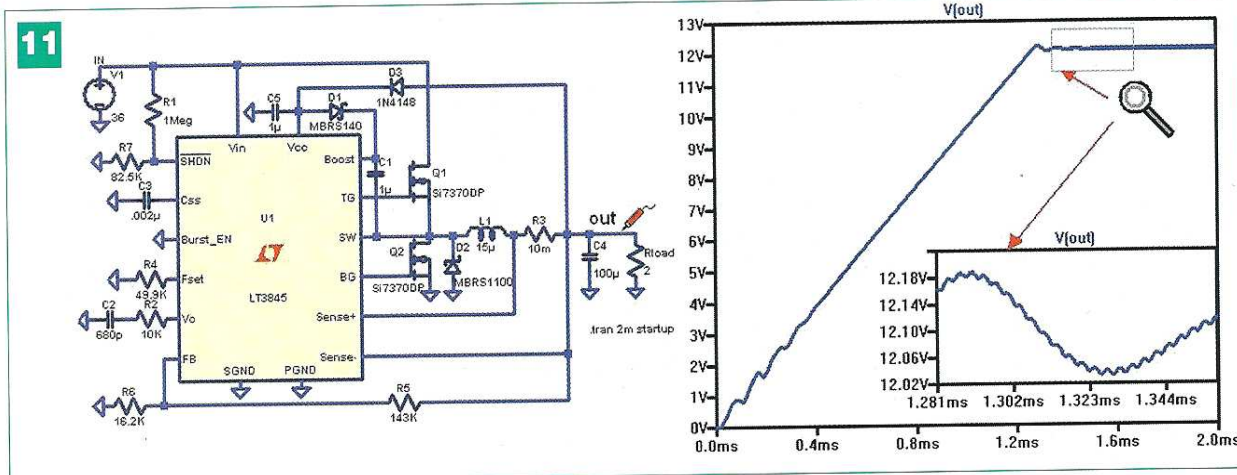 11
IN
V1
36
R1
1Meg
R7
82.5K
C3
.002µ
R4
49.9K
C2
680p
R2
10K
R6
16.2K
R5
143K
C5
1µ
D1
MBRS140
D3
1N4148
Vin
Vcc
SHDN
Css
Burst_EN
Fset
Vo
FB
SGND
PGND
U1
LT3845
Boost
TG
SW
BG
Sense+
Sense-
C1
1µ
Q1
Si7370DP
Q2
Si7370DP
D2
MBRS1100
L1
15µ
R3
10m
out
C4
100µ
Rload
2
.tran 2m startup
V(out)
13V
12V
11V
10V
9V
8V
7V
6V
5V
4V
3V
2V
1V
0V
0.0ms
0.4ms
0.8ms
1.2ms
1.6ms
2.0ms
V(out)
12.18V
12.14V
12.10V
12.06V
12.02V
1.281ms
1.302ms
1.323ms
1.344ms